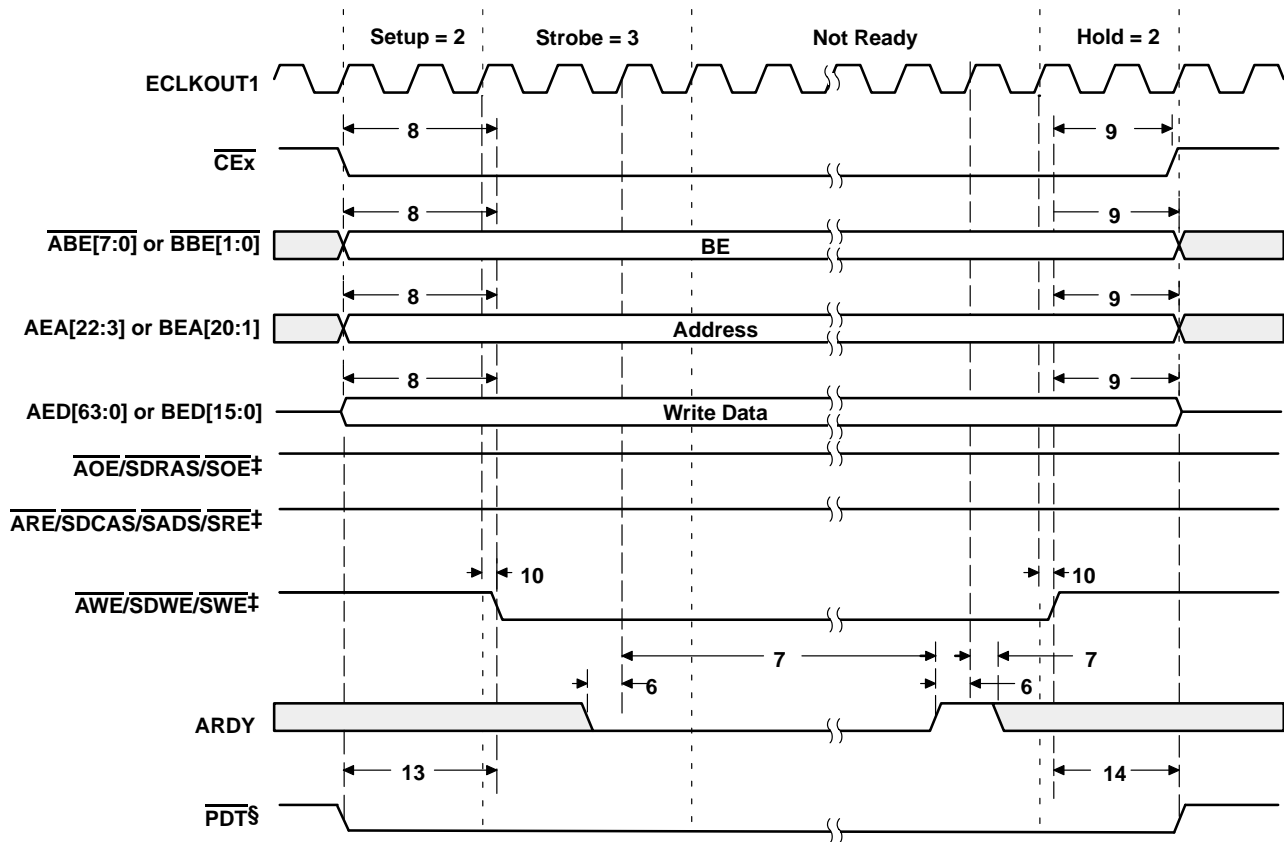 Setup = 2 Strobe = 3 Not Ready Hold = 2
ECLKOUT1
8 9
CEx
8 9
ABE[7:0] or BBE[1:0] BE
8 9
AEA[22:3] or BEA[20:1] Address
8 9
AED[63:0] or BED[15:0] Write Data
AOE/SDRAS/SOE‡
ARE/SDCAS/SADS/SRE‡
10 10
AWE/SDWE/SWE‡
7 7
6 6
ARDY
13 14
PDT§